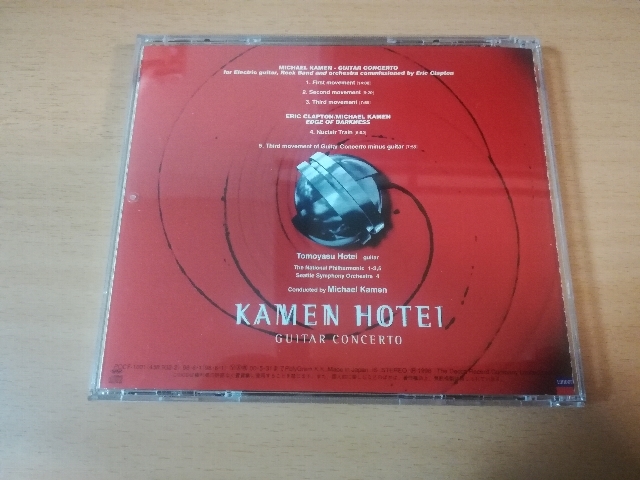 MICHAEL KAMEN - GUITAR CONCERTO
for Electric guitar, Rock Band and orchestra commissioned by Eric Clapton
1. First movement
2. Second movement
3. Third movement
ERIC CLAPTON/MICHAEL KAMEN
EDGE OF DARKNESS
4. Nuclair Train
5. Third movement of Guitar Concerto minus guitar
Tomoyasu Hotei guitar
The National Philharmonic 1-3,5
Seattle Symphony Orchestra 4
Conducted by Michael Kamen
KAMEN HOTEI
GUITAR CONCERTO